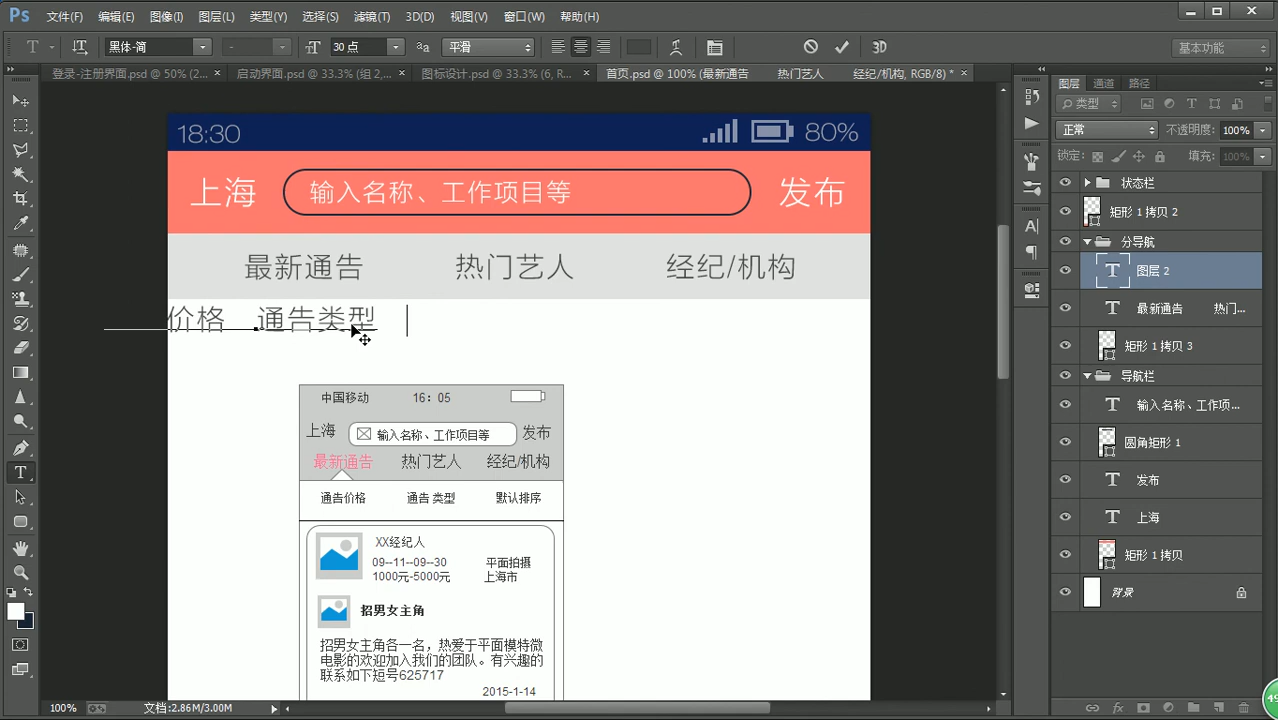 Ps 文件(F) 编辑(E) 图像(I) 图层(L) 类型(Y) 选择(S) 滤镜(T) 3D(D) 视图(V) 窗口(W) 帮助(H)
T 黑体-简 - 30 点 aa 平滑 3D 基本功能
登录-注册界面.psd @ 50% (2... × 启动界面.psd @ 33.3% (组 2,... × 图标设计.psd @ 33.3% (6, R... × 首页.psd @ 100% (最新通告 热门艺人 经纪/机构, RGB/8) * ×
图层 通道 路径
类型
正常 不透明度: 100%
锁定: 填充: 100%
状态栏
矩形 1 拷贝 2
分导航
图层 2
最新通告 热门...
矩形 1 拷贝 3
导航栏
输入名称、工作项...
圆角矩形 1
发布
上海
矩形 1 拷贝
背景
18:30 80%
上海 输入名称、工作项目等 发布
最新通告 热门艺人 经纪/机构
价格 通告类型
中国移动 16：05
上海 输入名称、工作项目等 发布
最新通告 热门艺人 经纪/机构
通告价格 通告 类型 默认排序
XX经纪人
09--11--09--30 平面拍摄
1000元-5000元 上海市
招男女主角
招男女主角各一名，热爱于平面模特微
电影的欢迎加入我们的团队。有兴趣的
联系如下短号625717
2015-1-14
100% 文档:2.86M/3.00M
49